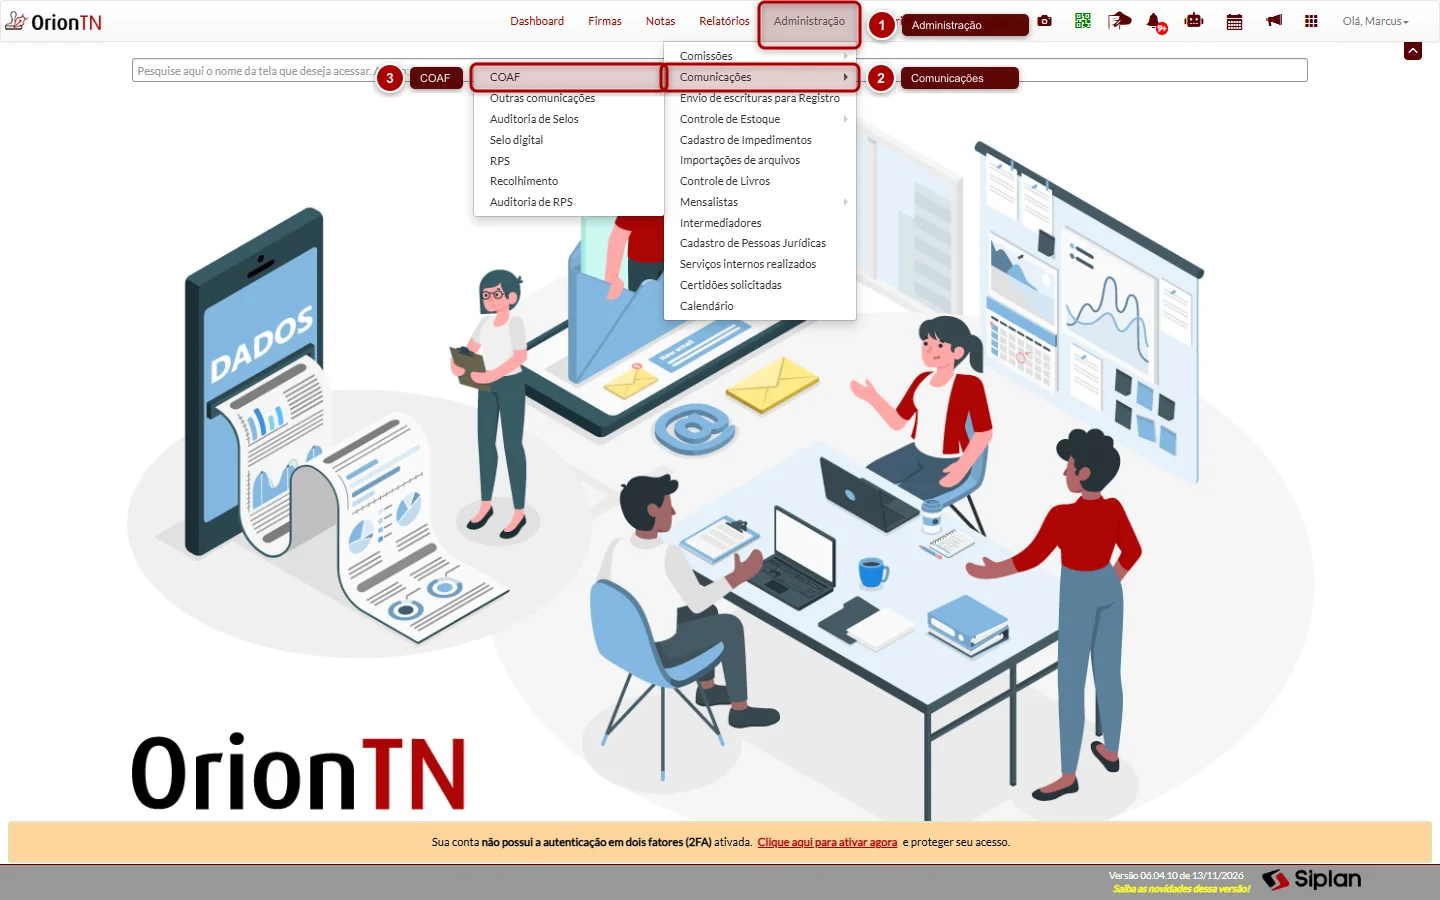 OrionTN
Dashboard
Firmas
Notas
Relatórios
Administração
1
Administração
9+
Olá, Marcus
Pesquise aqui o nome da tela que deseja acessar.
3
COAF
COAF
Outras comunicações
Auditoria de Selos
Selo digital
RPS
Recolhimento
Auditoria de RPS
Comissões
Comunicações
2
Comunicações
Envio de escrituras para Registro
Controle de Estoque
Cadastro de Impedimentos
Importações de arquivos
Controle de Livros
Mensalistas
Intermediadores
Cadastro de Pessoas Jurídicas
Serviços internos realizados
Certidões solicitadas
Calendário
DADOS
New email
@
OrionTN
Sua conta não possui a autenticação em dois fatores (2FA) ativada. Clique aqui para ativar agora e proteger seu acesso.
Versão 06.04.10 de 13/11/2026
Saiba as novidades dessa versão!
Siplan